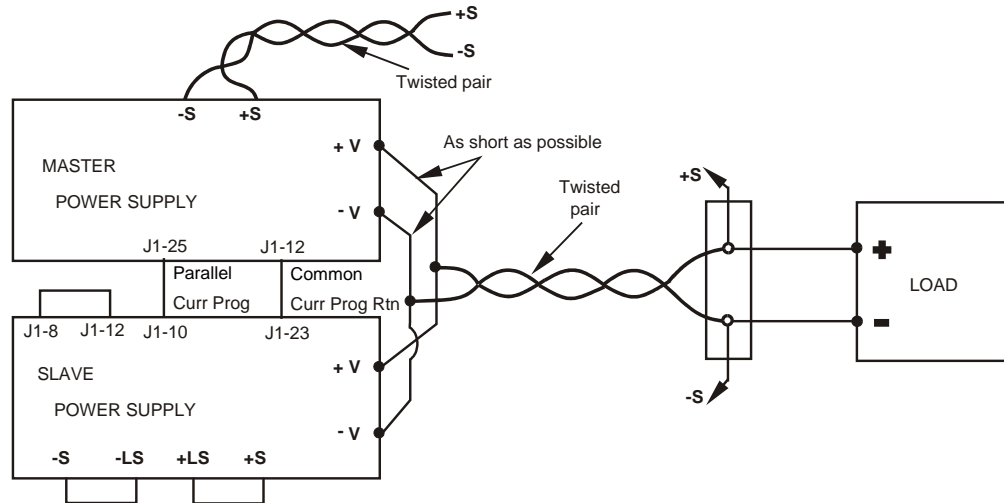 +S
-S
Twisted pair
-S +S
MASTER
POWER SUPPLY
+ V
- V
As short as possible
J1-25 J1-12
Parallel
Curr Prog
Common
Curr Prog Rtn
J1-8 J1-12 J1-10 J1-23
SLAVE
POWER SUPPLY
+ V
- V
-S -LS +LS +S
Twisted
pair
+S
-S
+
LOAD
-